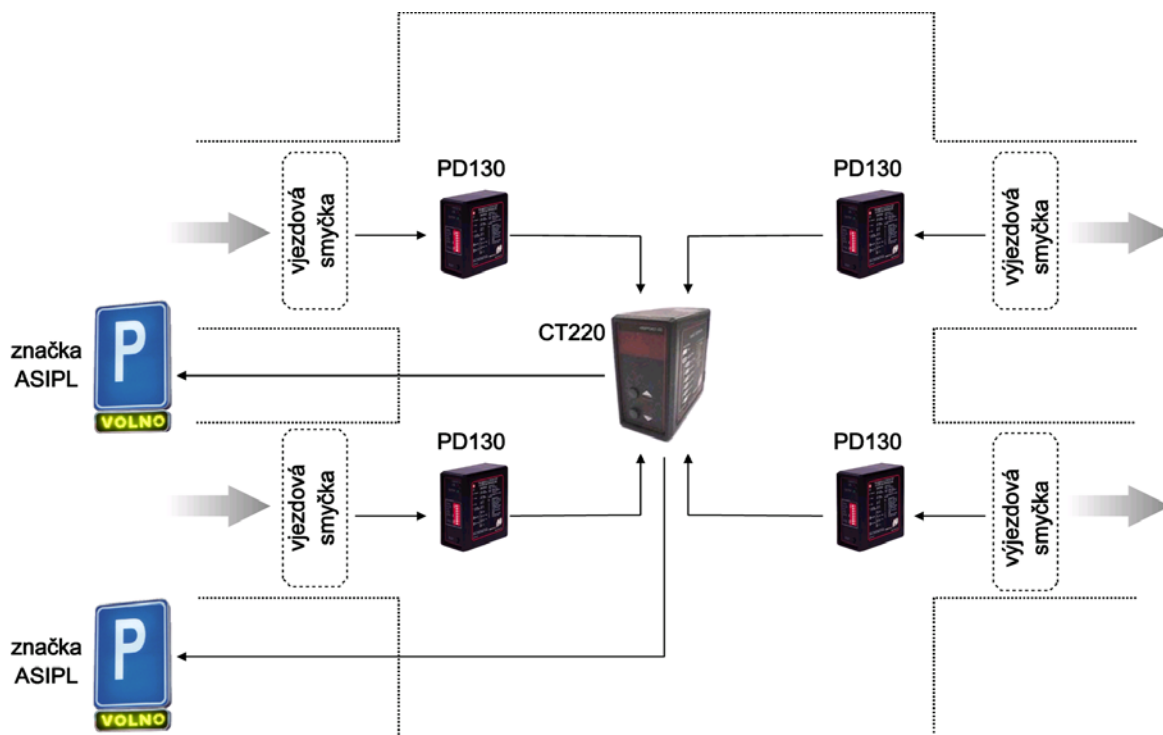 PD130
PD130
vjezdová
smyčka
výjezdová
smyčka
CT220
značka
ASIPL
P
VOLNO
PD130
PD130
vjezdová
smyčka
výjezdová
smyčka
značka
ASIPL
P
VOLNO